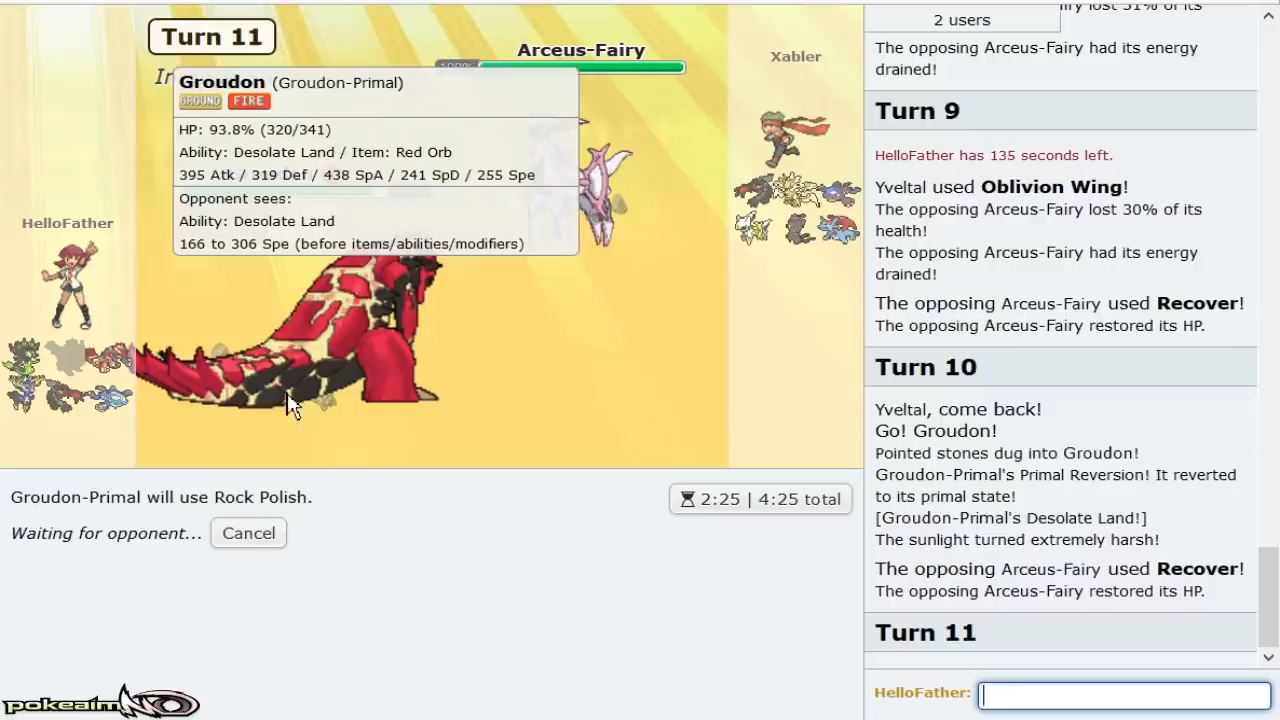 Turn 11
Arceus-Fairy
Groudon (Groudon-Primal)
GROUND FIRE
HP: 93.8% (320/341)
Ability: Desolate Land / Item: Red Orb
395 Atk / 319 Def / 438 SpA / 241 SpD / 255 Spe
Opponent sees:
Ability: Desolate Land
166 to 306 Spe (before items/abilities/modifiers)
HelloFather
Xabler
Groudon-Primal will use Rock Polish.
Waiting for opponent... Cancel
2:25 | 4:25 total
pokeaimMD
2 users
The opposing Arceus-Fairy had its energy
drained!
Turn 9
HelloFather has 135 seconds left.
Yveltal used Oblivion Wing!
The opposing Arceus-Fairy lost 30% of its
health!
The opposing Arceus-Fairy had its energy
drained!
The opposing Arceus-Fairy used Recover!
The opposing Arceus-Fairy restored its HP.
Turn 10
Yveltal, come back!
Go! Groudon!
Pointed stones dug into Groudon!
Groudon-Primal's Primal Reversion! It reverted
to its primal state!
[Groudon-Primal's Desolate Land!]
The sunlight turned extremely harsh!
The opposing Arceus-Fairy used Recover!
The opposing Arceus-Fairy restored its HP.
Turn 11
HelloFather: